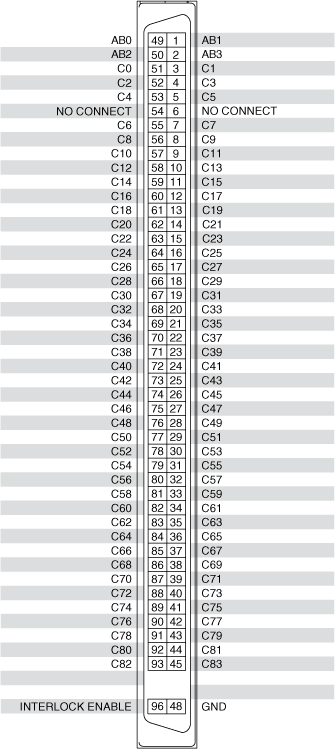 AB0 49 1 AB1
AB2 50 2 AB3
C0 51 3 C1
C2 52 4 C3
C4 53 5 C5
NO CONNECT 54 6 NO CONNECT
C6 55 7 C7
C8 56 8 C9
C10 57 9 C11
C12 58 10 C13
C14 59 11 C15
C16 60 12 C17
C18 61 13 C19
C20 62 14 C21
C22 63 15 C23
C24 64 16 C25
C26 65 17 C27
C28 66 18 C29
C30 67 19 C31
C32 68 20 C33
C34 69 21 C35
C36 70 22 C37
C38 71 23 C39
C40 72 24 C41
C42 73 25 C43
C44 74 26 C45
C46 75 27 C47
C48 76 28 C49
C50 77 29 C51
C52 78 30 C53
C54 79 31 C55
C56 80 32 C57
C58 81 33 C59
C60 82 34 C61
C62 83 35 C63
C64 84 36 C65
C66 85 37 C67
C68 86 38 C69
C70 87 39 C71
C72 88 40 C73
C74 89 41 C75
C76 90 42 C77
C78 91 43 C79
C80 92 44 C81
C82 93 45 C83
INTERLOCK ENABLE 96 48 GND